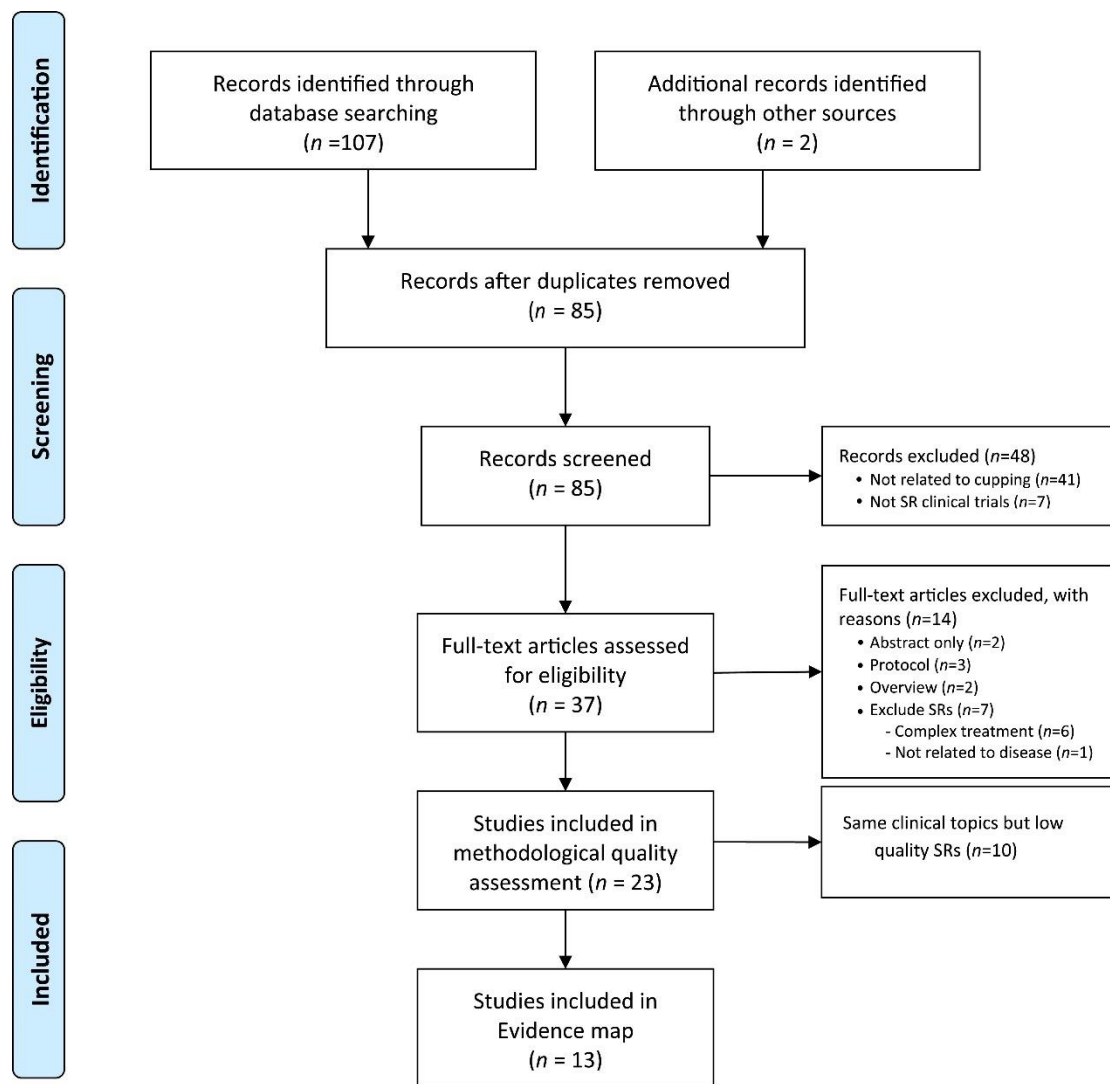 Identification
Records identified through
database searching
(n =107)
Additional records identified
through other sources
(n = 2)
Records after duplicates removed
(n = 85)
Screening
Records screened
(n = 85)
Records excluded (n=48)
• Not related to cupping (n=41)
• Not SR clinical trials (n=7)
Eligibility
Full-text articles assessed
for eligibility
(n = 37)
Full-text articles excluded, with
reasons (n=14)
• Abstract only (n=2)
• Protocol (n=3)
• Overview (n=2)
• Exclude SRs (n=7)
- Complex treatment (n=6)
- Not related to disease (n=1)
Studies included in
methodological quality
assessment (n = 23)
Same clinical topics but low
quality SRs (n=10)
Included
Studies included in
Evidence map
(n = 13)